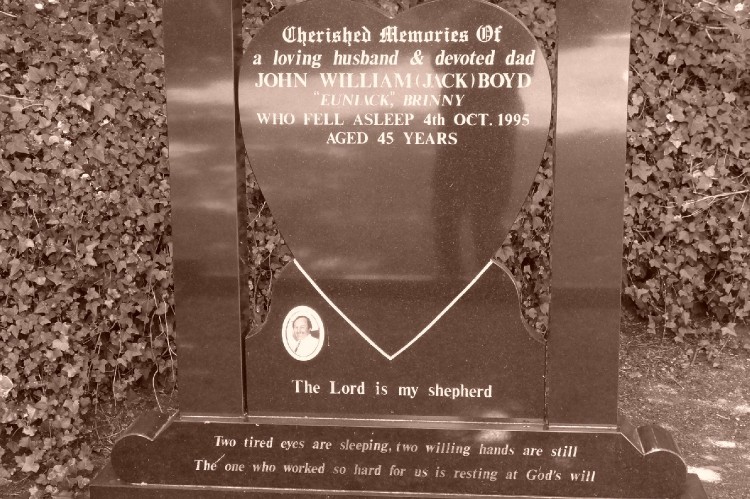 Cherished Memories Of
a loving husband & devoted dad
JOHN WILLIAM (JACK) BOYD
"EUNIACK," BRINNY
WHO FELL ASLEEP 4th OCT. 1995
AGED 45 YEARS
The Lord is my shepherd
Two tired eyes are sleeping, two willing hands are still
The one who worked so hard for us is resting at God's will